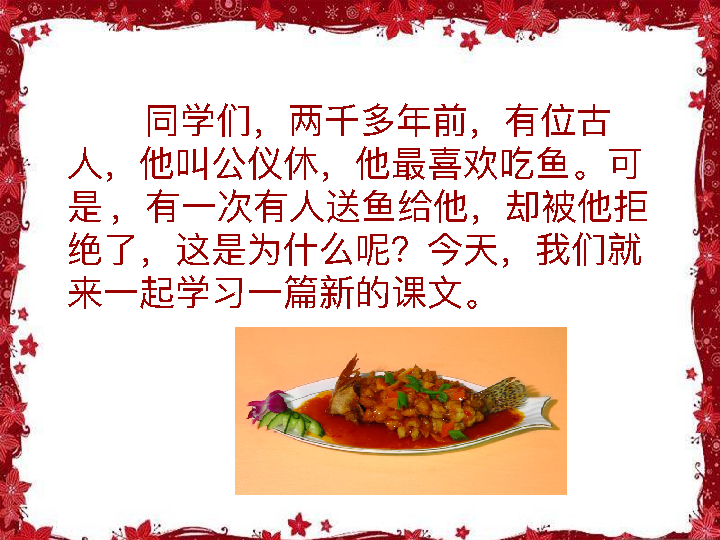 同学们，两千多年前，有位古
人，他叫公仪休，他最喜欢吃鱼。可
是，有一次有人送鱼给他，却被他拒
绝了，这是为什么呢？今天，我们就
来一起学习一篇新的课文。